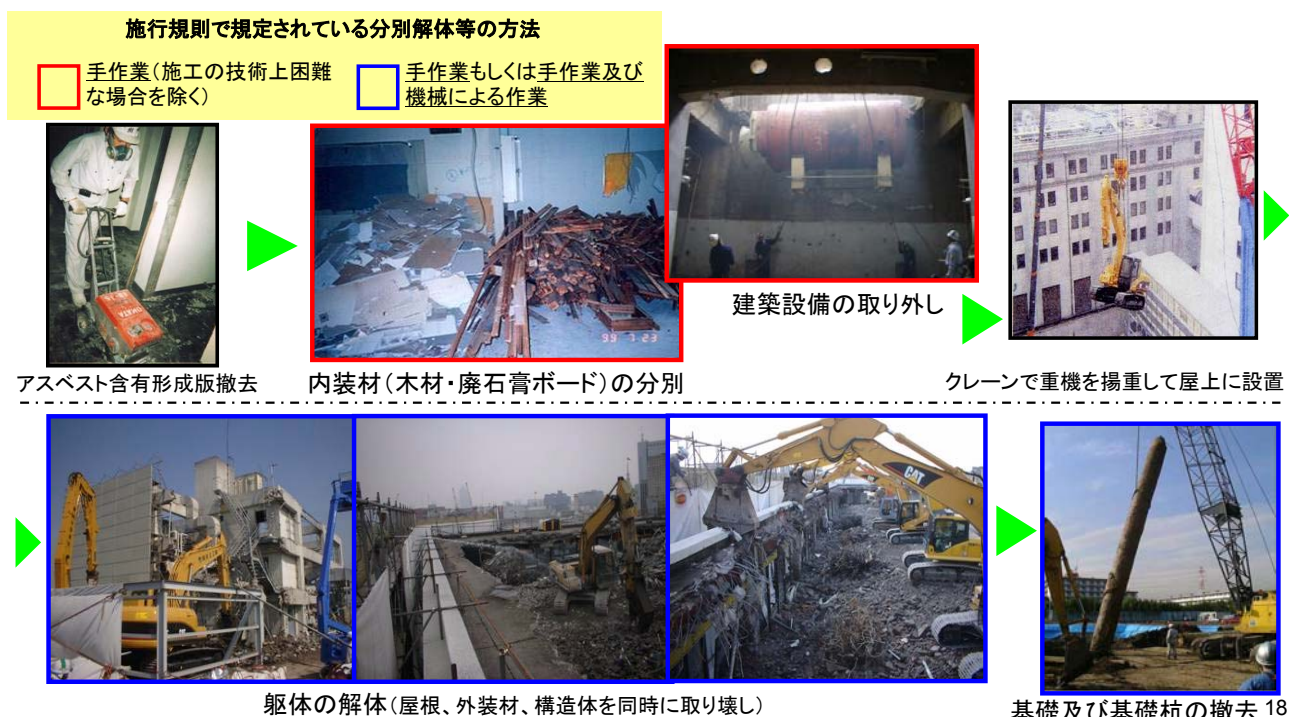 施行規則で規定されている分別解体等の方法
手作業(施工の技術上困難
な場合を除く)
手作業もしくは手作業及び
機械による作業
アスベスト含有形成版撤去
内装材(木材・廃石膏ボード)の分別
99 7 23
建築設備の取り外し
クレーンで重機を揚重して屋上に設置
CAT
躯体の解体(屋根、外装材、構造体を同時に取り壊し)
基礎及び基礎杭の撤去
18